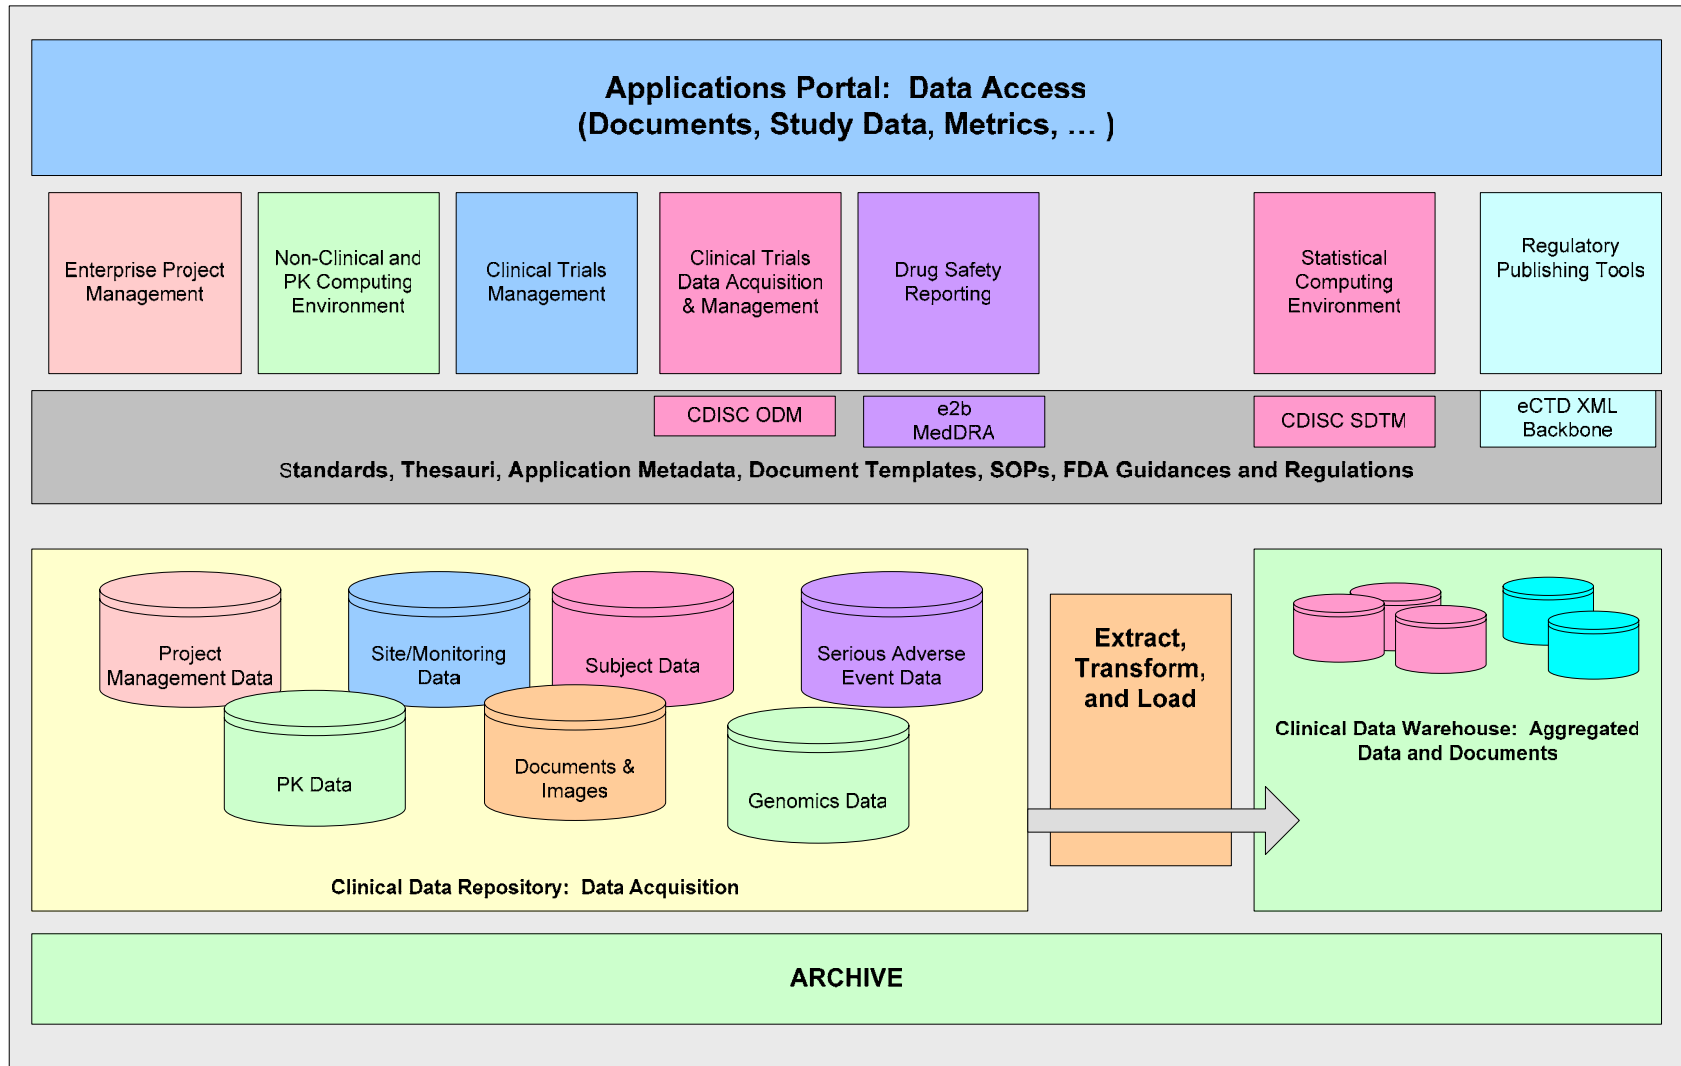 Applications Portal:  Data Access
(Documents, Study Data, Metrics, … )
Enterprise Project
Management
Non-Clinical and
PK Computing
Environment
Clinical Trials
Management
Clinical Trials
Data Acquisition
& Management
Drug Safety
Reporting
Statistical
Computing
Environment
Regulatory
Publishing Tools
CDISC ODM
e2b
MedDRA
CDISC SDTM
eCTD XML
Backbone
Standards, Thesauri, Application Metadata, Document Templates, SOPs, FDA Guidances and Regulations
Project
Management Data
Site/Monitoring
Data
Subject Data
Serious Adverse
Event Data
PK Data
Documents &
Images
Genomics Data
Clinical Data Repository:  Data Acquisition
Extract,
Transform,
and Load
Clinical Data Warehouse:  Aggregated
Data and Documents
ARCHIVE